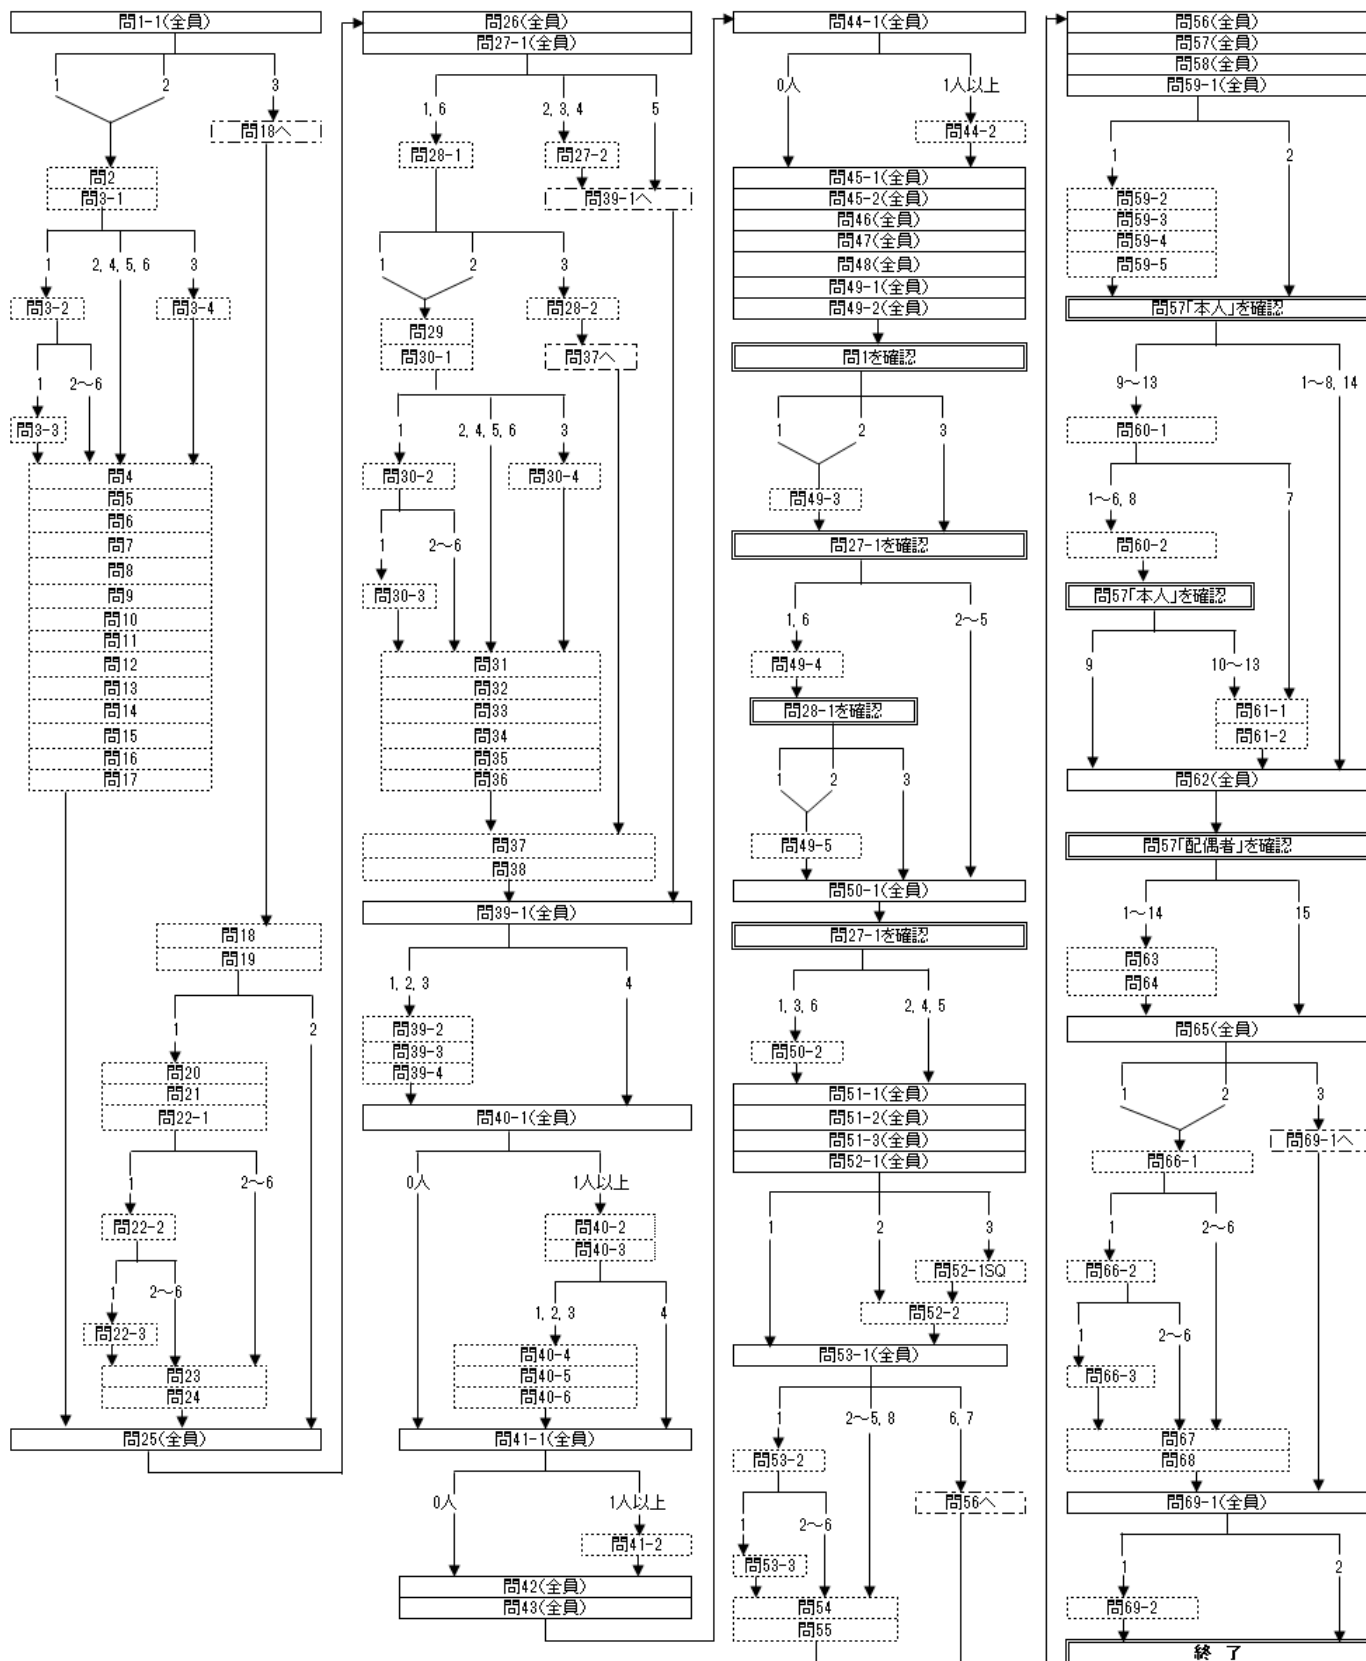 問1-1(全員)
1
2
3
問18へ
問2
問3-1
1
2, 4, 5, 6
3
問3-2
問3-4
1
2～6
問3-3
問4
問5
問6
問7
問8
問9
問10
問11
問12
問13
問14
問15
問16
問17
問18
問19
1
2
問20
問21
問22-1
1
2～6
問22-2
1
2～6
問22-3
問23
問24
問25(全員)
問26(全員)
問27-1(全員)
1, 6
2, 3, 4
5
問28-1
問27-2
問39-1へ
1
2
3
問28-2
問29
問30-1
問37へ
1
2, 4, 5, 6
3
問30-2
問30-4
1
2～6
問30-3
問31
問32
問33
問34
問35
問36
問37
問38
問39-1(全員)
1, 2, 3
4
問39-2
問39-3
問39-4
問40-1(全員)
0人
1人以上
問40-2
問40-3
1, 2, 3
4
問40-4
問40-5
問40-6
問41-1(全員)
0人
1人以上
問41-2
問42(全員)
問43(全員)
問44-1(全員)
0人
1人以上
問44-2
問45-1(全員)
問45-2(全員)
問46(全員)
問47(全員)
問48(全員)
問49-1(全員)
問49-2(全員)
問1を確認
1
2
3
問49-3
問27-1を確認
1, 6
2～5
問49-4
問28-1を確認
1
2
3
問49-5
問50-1(全員)
問27-1を確認
1, 3, 6
2, 4, 5
問50-2
問51-1(全員)
問51-2(全員)
問51-3(全員)
問52-1(全員)
1
2
3
問52-1SQ
問52-2
問53-1(全員)
1
2～5, 8
6, 7
問53-2
問56へ
1
2～6
問53-3
問54
問55
問56(全員)
問57(全員)
問58(全員)
問59-1(全員)
1
2
問59-2
問59-3
問59-4
問59-5
問57「本人」を確認
9～13
1～8, 14
問60-1
1～6, 8
7
問60-2
問57「本人」を確認
9
10～13
問61-1
問61-2
問62(全員)
問57「配偶者」を確認
1～14
15
問63
問64
問65(全員)
1
2
3
問69-1へ
問66-1
1
2～6
問66-2
1
2～6
問66-3
問67
問68
問69-1(全員)
1
2
問69-2
終 了